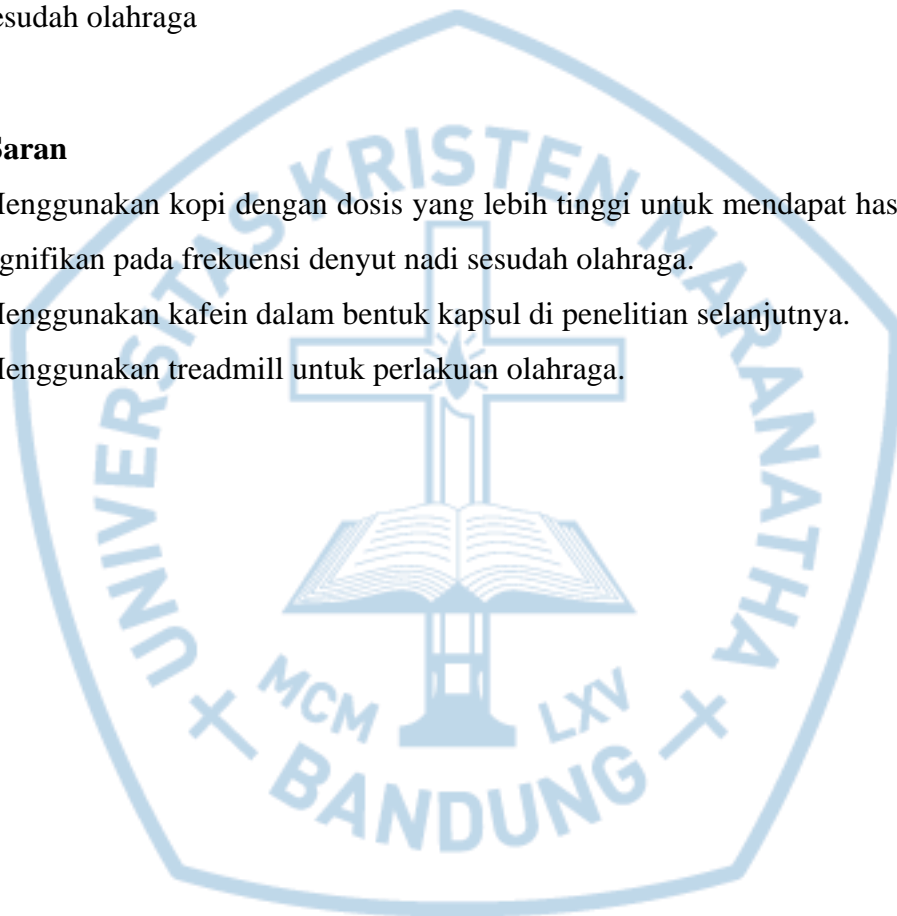 esudah olahraga
Saran
Menggunakan kopi dengan dosis yang lebih tinggi untuk mendapat has
gnifikan pada frekuensi denyut nadi sesudah olahraga.
Menggunakan kafein dalam bentuk kapsul di penelitian selanjutnya.
Menggunakan treadmill untuk perlakuan olahraga.
UNIVERSITAS KRISTEN MARANATHA
MCM LXV
BANDUNG